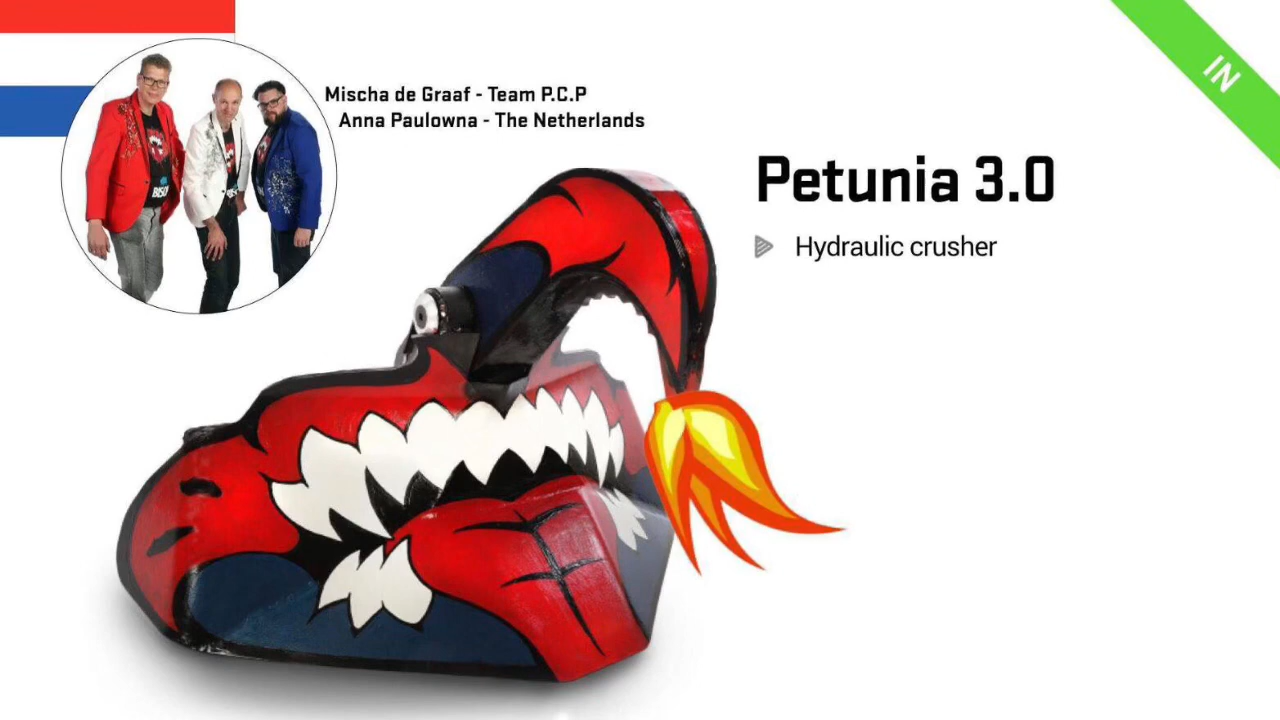 Mischa de Graaf - Team P.C.P
Anna Paulowna - The Netherlands
IN
Petunia 3.0
Hydraulic crusher